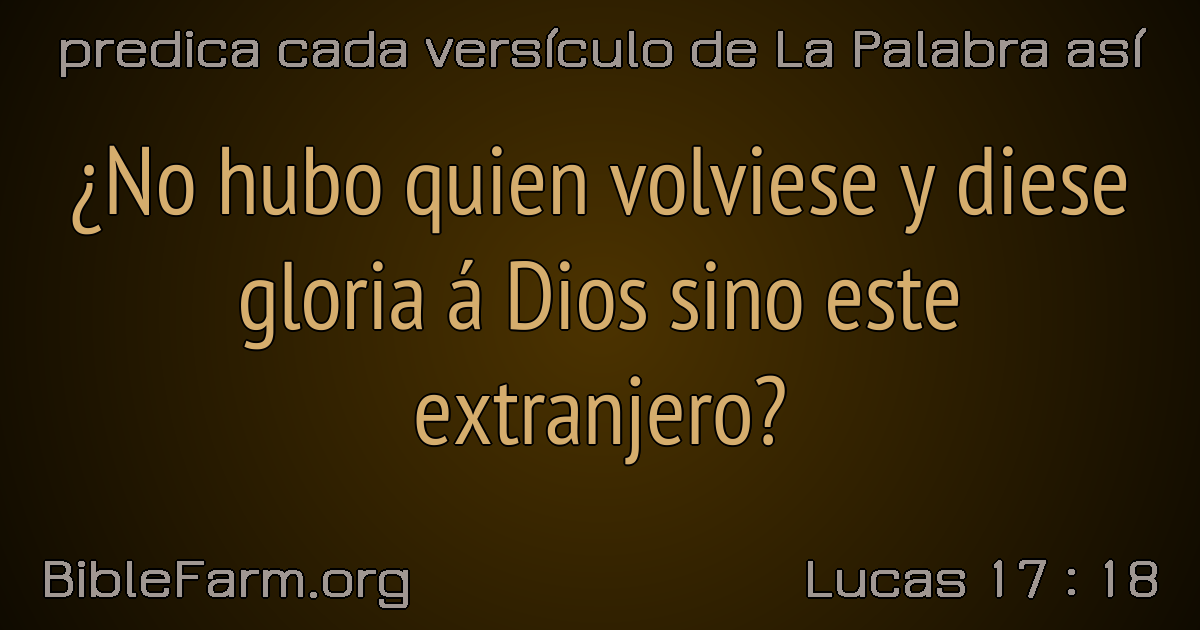 predica cada versículo de La Palabra así
¿No hubo quien volviese y diese
gloria á Dios sino este
extranjero?
BibleFarm.org
Lucas 17 : 18